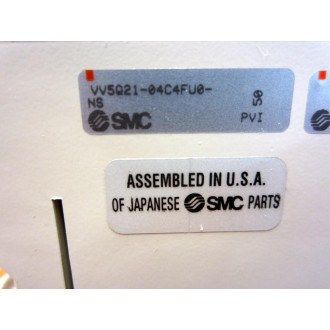 VV5Q21-04C4FU0-
NS 50
SMC PVI
ASSEMBLED IN U.S.A.
OF JAPANESE SMC PARTS